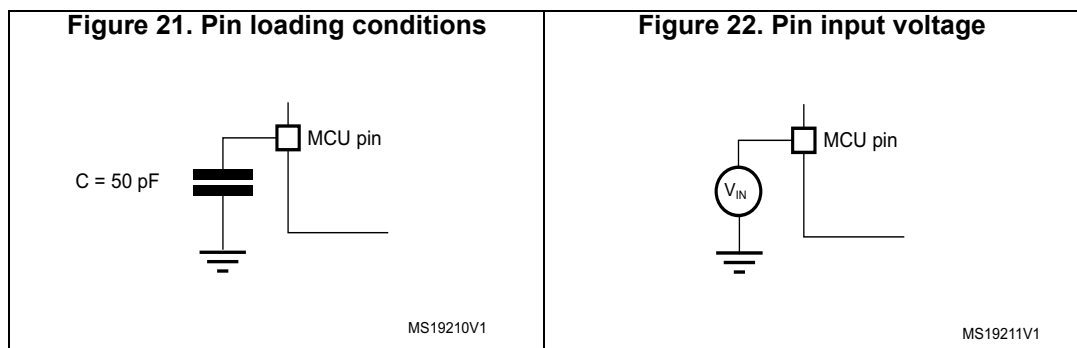 Figure 21. Pin loading conditions
MCU pin
C = 50 pF
MS19210V1
Figure 22. Pin input voltage
MCU pin
VIN
MS19211V1